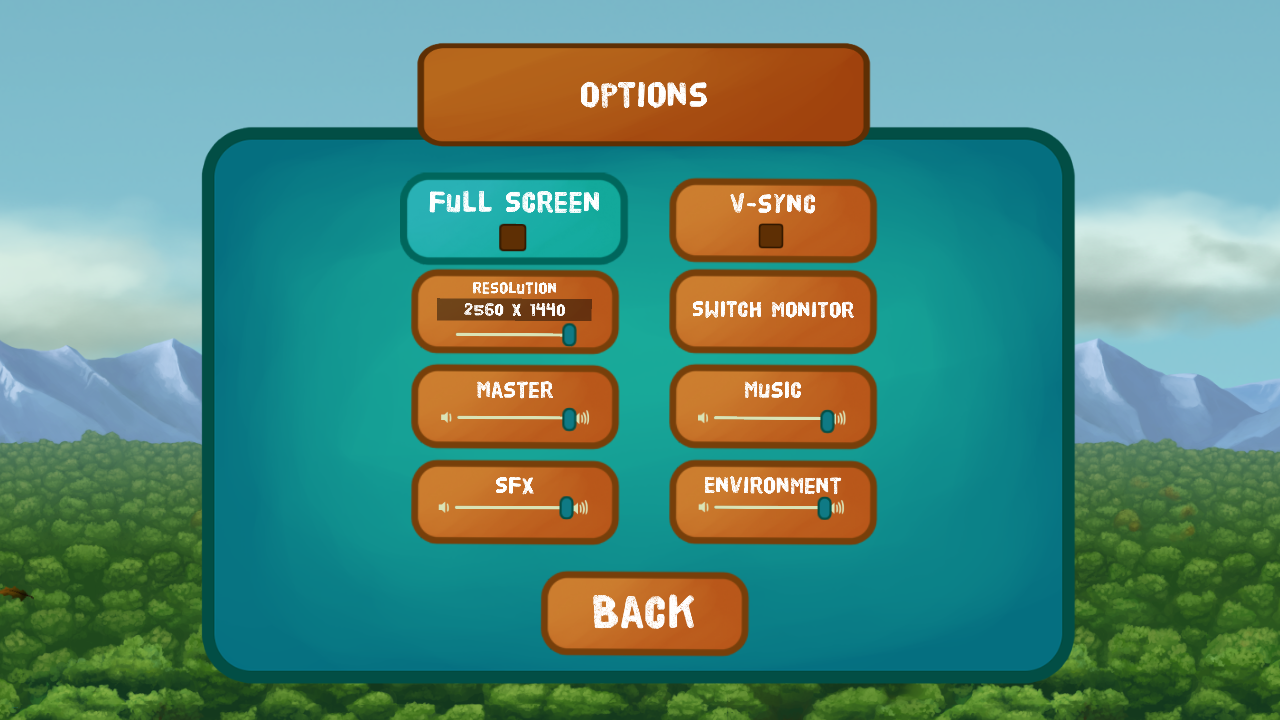 OPTIONS
FULL SCREEN
V-SYNC
RESOLUTION
2560 X 1440
SWITCH MONITOR
MASTER
MUSIC
SFX
ENVIRONMENT
BACK